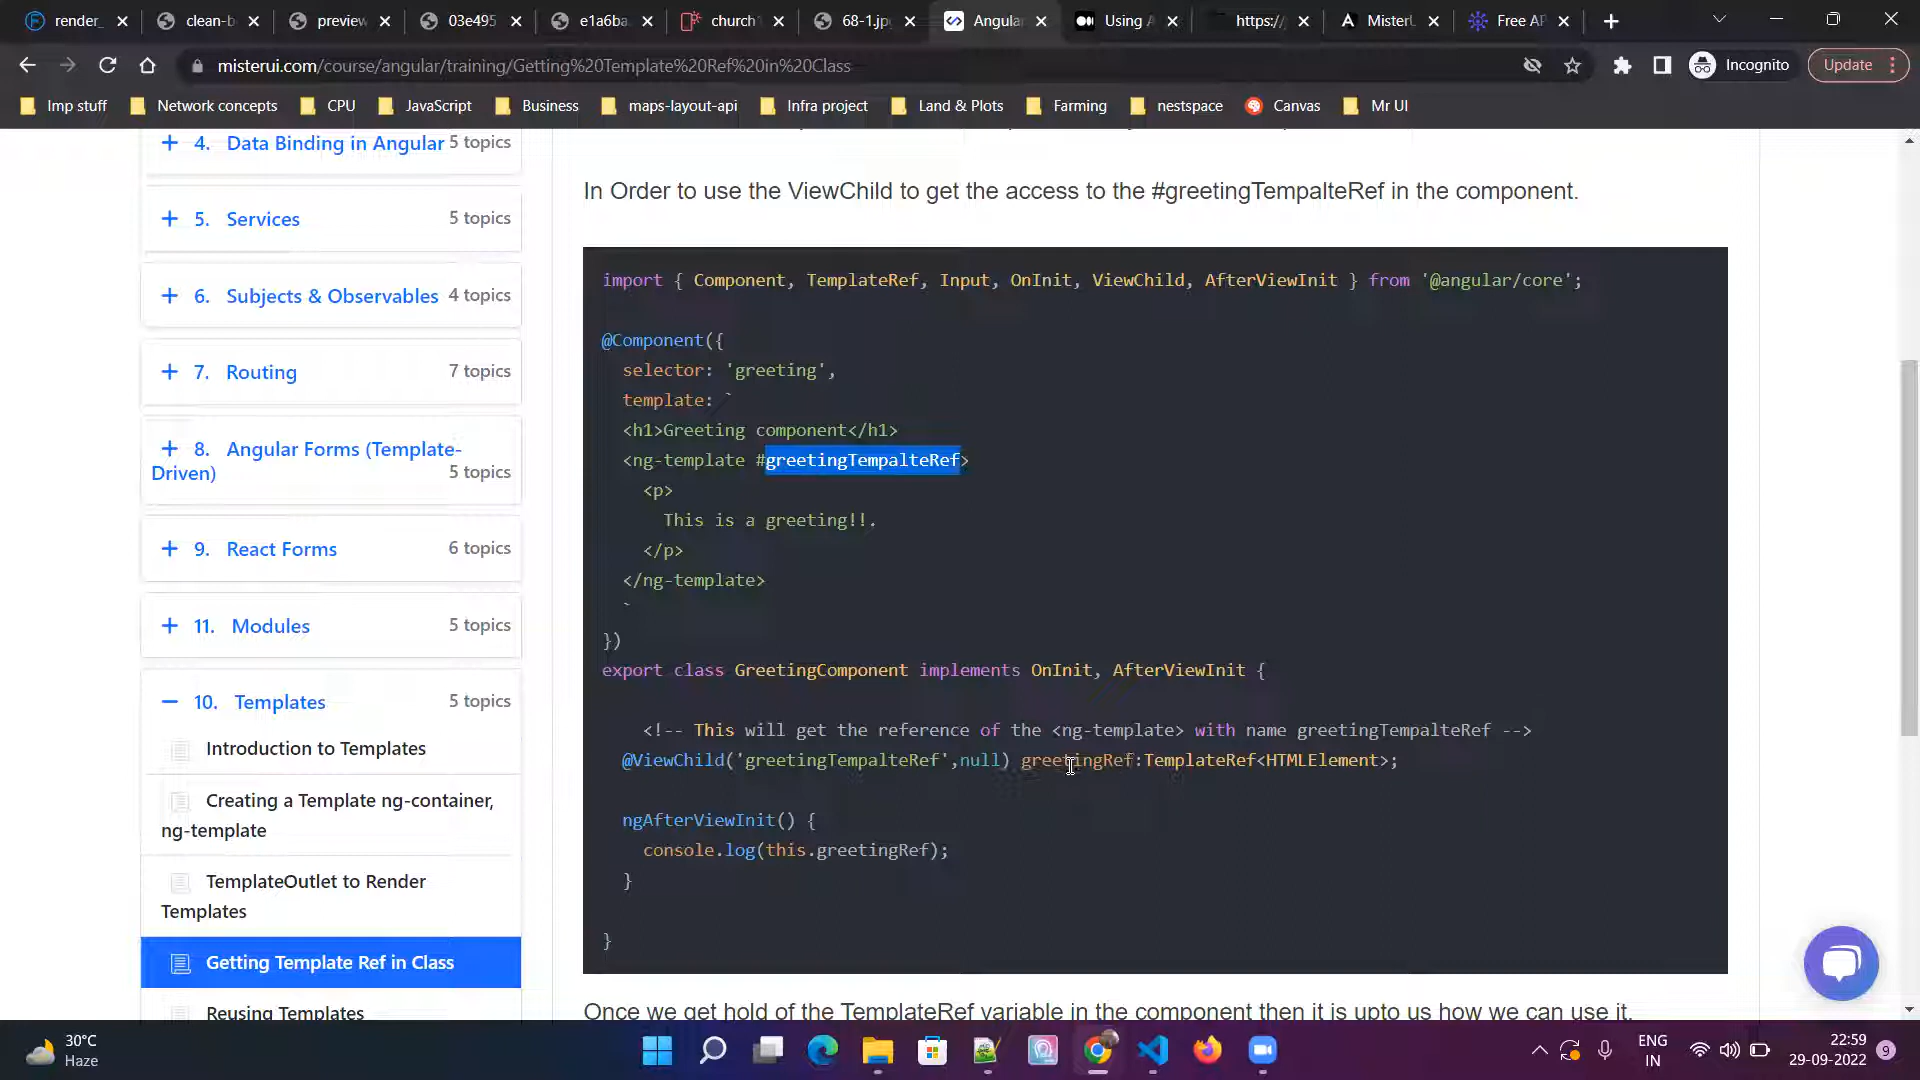 render_
clean-b
preview
03e495
e1a6ba
church
68-1.jp
Angular
Using A
https://
MisterU
Free AP
misterui.com/course/angular/training/Getting%20Template%20Ref%20in%20Class
Incognito
Update
Imp stuff
Network concepts
CPU
JavaScript
Business
maps-layout-api
Infra project
Land & Plots
Farming
nestspace
Canvas
Mr UI
4. Data Binding in Angular 5 topics
5. Services 5 topics
6. Subjects & Observables 4 topics
7. Routing 7 topics
8. Angular Forms (Template-
Driven) 5 topics
9. React Forms 6 topics
11. Modules 5 topics
10. Templates 5 topics
Introduction to Templates
Creating a Template ng-container,
ng-template
TemplateOutlet to Render
Templates
Getting Template Ref in Class
Reusing Templates
In Order to use the ViewChild to get the access to the #greetingTempalteRef in the component.
import { Component, TemplateRef, Input, OnInit, ViewChild, AfterViewInit } from '@angular/core';
@Component({
selector: 'greeting',
template: `
<h1>Greeting component</h1>
<ng-template #greetingTempalteRef>
<p>
This is a greeting!!.
</p>
</ng-template>
`
})
export class GreetingComponent implements OnInit, AfterViewInit {
<!-- This will get the reference of the <ng-template> with name greetingTempalteRef -->
@ViewChild('greetingTempalteRef',null) greetingRef:TemplateRef<HTMLElement>;
ngAfterViewInit() {
console.log(this.greetingRef);
}
}
Once we get hold of the TemplateRef variable in the component then it is upto us how we can use it.
30°C
Haze
ENG
IN
22:59
29-09-2022
9